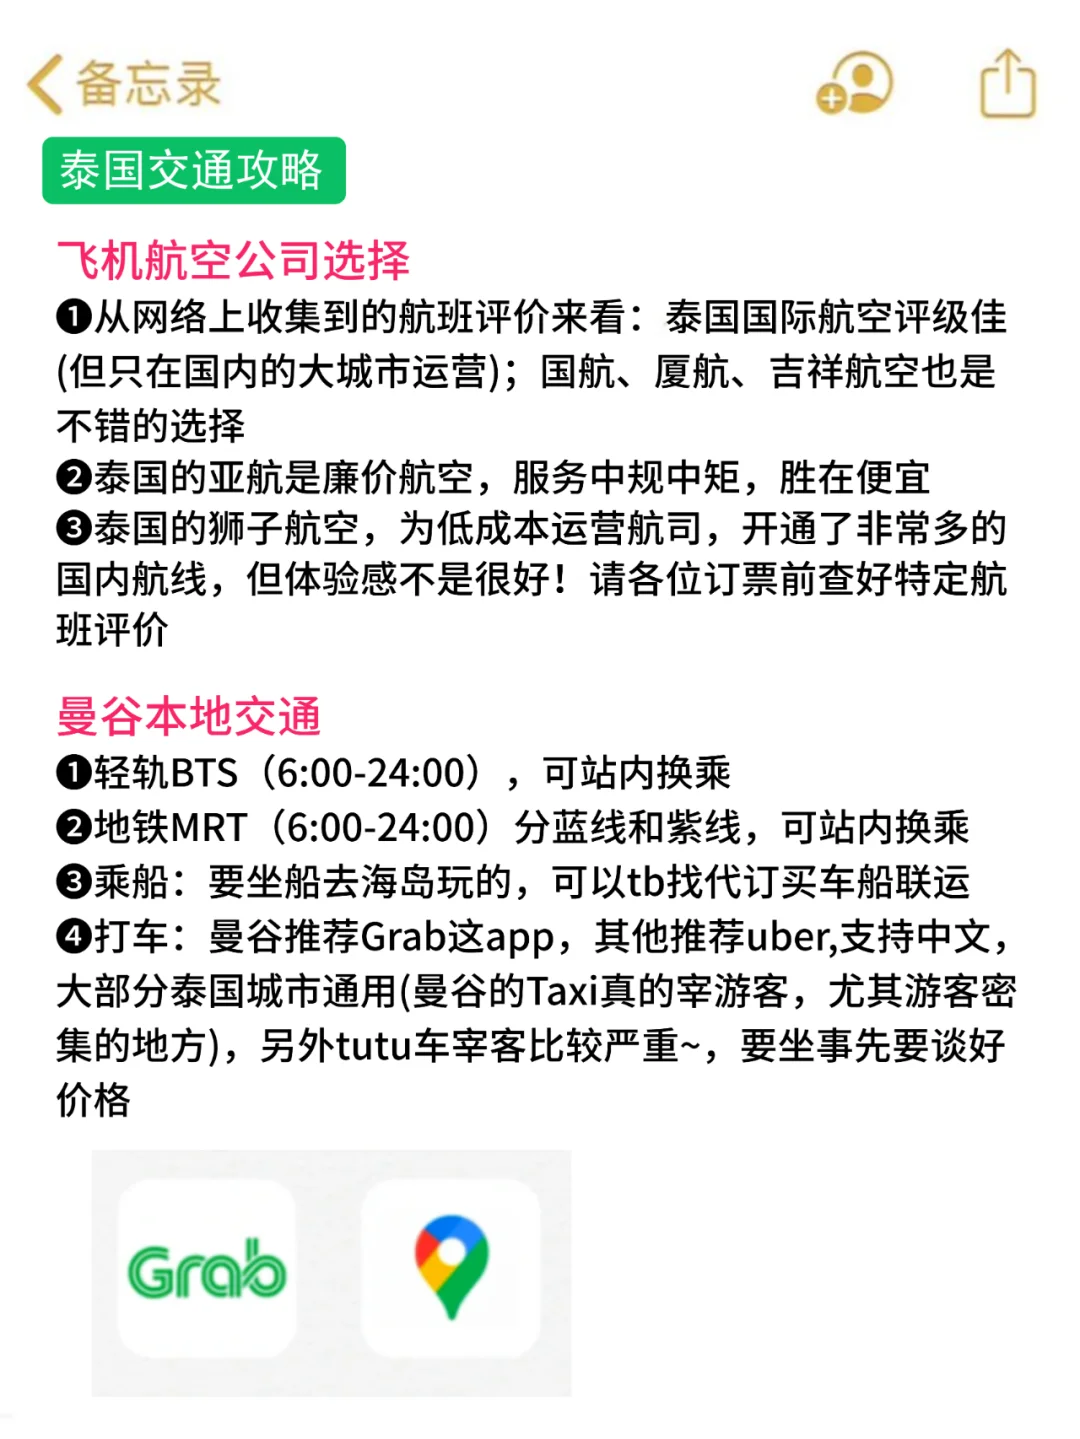 备忘录
泰国交通攻略
飞机航空公司选择
❶从网络上收集到的航班评价来看：泰国国际航空评级佳
(但只在国内的大城市运营)；国航、厦航、吉祥航空也是
不错的选择
❷泰国的亚航是廉价航空，服务中规中矩，胜在便宜
❸泰国的狮子航空，为低成本运营航司，开通了非常多的
国内航线，但体验感不是很好！请各位订票前查好特定航
班评价
曼谷本地交通
❶轻轨BTS（6:00-24:00），可站内换乘
❷地铁MRT（6:00-24:00）分蓝线和紫线，可站内换乘
❸乘船：要坐船去海岛玩的，可以tb找代订买车船联运
❹打车：曼谷推荐Grab这app，其他推荐uber,支持中文，
大部分泰国城市通用(曼谷的Taxi真的宰游客，尤其游客密
集的地方)，另外tutu车宰客比较严重~，要坐事先要谈好
价格
Grab